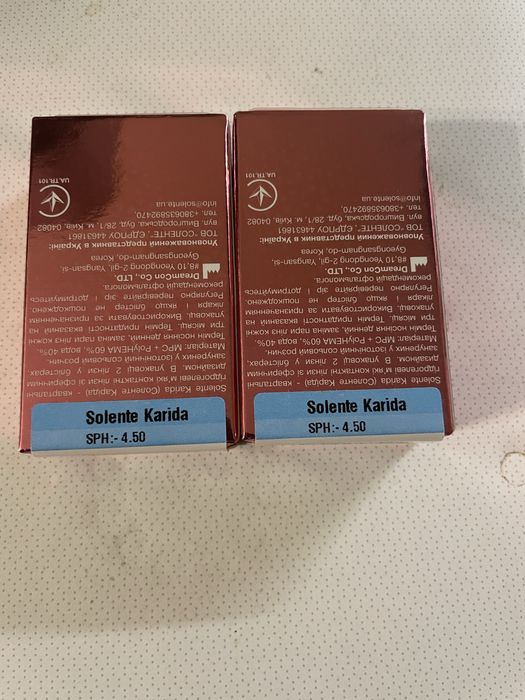 Solente Karida (Соленте Каріда) - квартальні
гідрогелеві м'які контактні лінзи зі сферичним
дизайном. В упаковці 2 лінзи у блістерах
занурених у ізотонічний сольовий розчин.
Матеріал: MPC + PolyHEMA 60%, вода 40%
Термін носіння денний, заміна пари лінз кожні
три місяці. Термін придатності вказаний на
упаковці. Використовувати за призначенням
лікаря і якщо блістер не пошкоджено.
Регулярно перевіряйте зір і дотримуйтесь
рекомендацій офтальмолога.
DreamCon Co., LTD.
#8,10 Yeongdong 2-gil, Yangsan-si,
Gyeongsangnam-do, Korea
Уповноважений представник в Україні:
ТОВ "СОЛЕНТЕ", ЄДРПОУ 44631861,
вул. Вишгородська, буд. 28/1, м. Київ, 04082
тел. +380635892470,
info@solente.ua
UA.TR.101
Solente Karida
SPH:- 4.50
Solente Karida (Соленте Каріда) - квартальні
гідрогелеві м'які контактні лінзи зі сферичним
дизайном. В упаковці 2 лінзи у блістерах,
занурених у ізотонічний сольовий розчин.
Матеріал: MPC + PolyHEMA 60%, вода 40%
Термін носіння денний, заміна пари лінз кожні
три місяці. Термін придатності вказаний на
упаковці. Використовувати за призначенням
лікаря і якщо блістер не пошкоджено.
Регулярно перевіряйте зір і дотримуйтесь
рекомендацій офтальмолога.
DreamCon Co., LTD.
#8,10 Yeongdong 2-gil, Yangsan-si,
Gyeongsangnam-do, Korea
Уповноважений представник в Україні:
ТОВ "СОЛЕНТЕ", ЄДРПОУ 44631861
вул. Вишгородська, буд. 28/1, м. Київ, 04082
тел. +380635892470,
info@solente.ua
UA.TR.101
Solente Karida
SPH:- 4.50